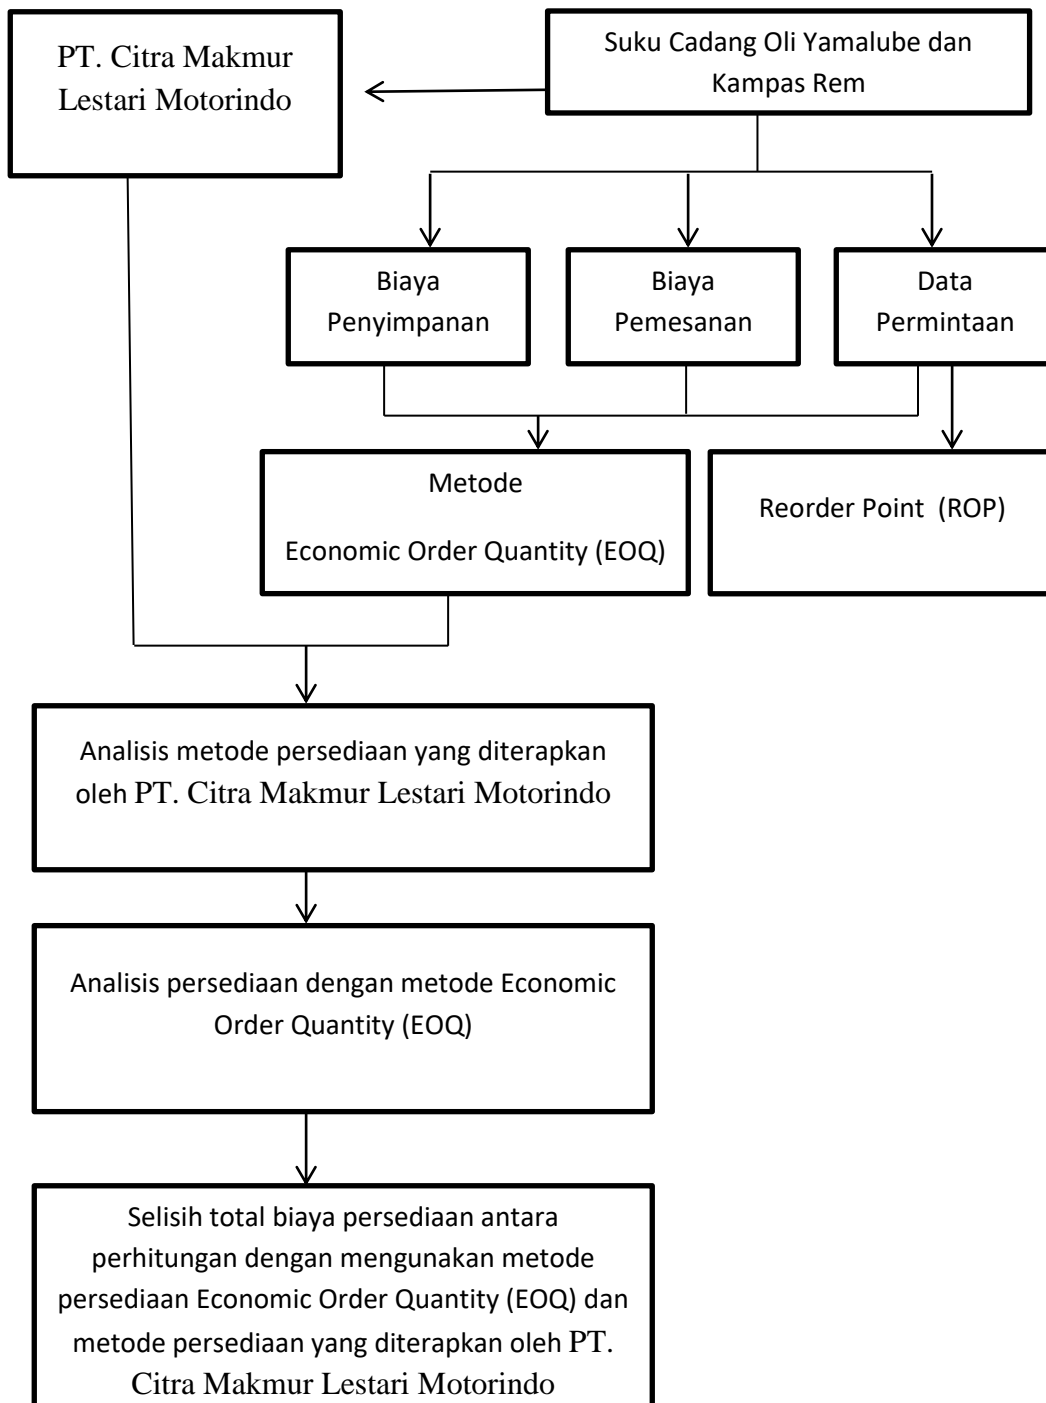 PT. Citra Makmur
Lestari Motorindo
Suku Cadang Oli Yamalube dan
Kampas Rem
Biaya
Penyimpanan
Biaya
Pemesanan
Data
Permintaan
Metode
Economic Order Quantity (EOQ)
Reorder Point (ROP)
Analisis metode persediaan yang diterapkan
oleh PT. Citra Makmur Lestari Motorindo
Analisis persediaan dengan metode Economic
Order Quantity (EOQ)
Selisih total biaya persediaan antara
perhitungan dengan mengunakan metode
persediaan Economic Order Quantity (EOQ) dan
metode persediaan yang diterapkan oleh PT.
Citra Makmur Lestari Motorindo